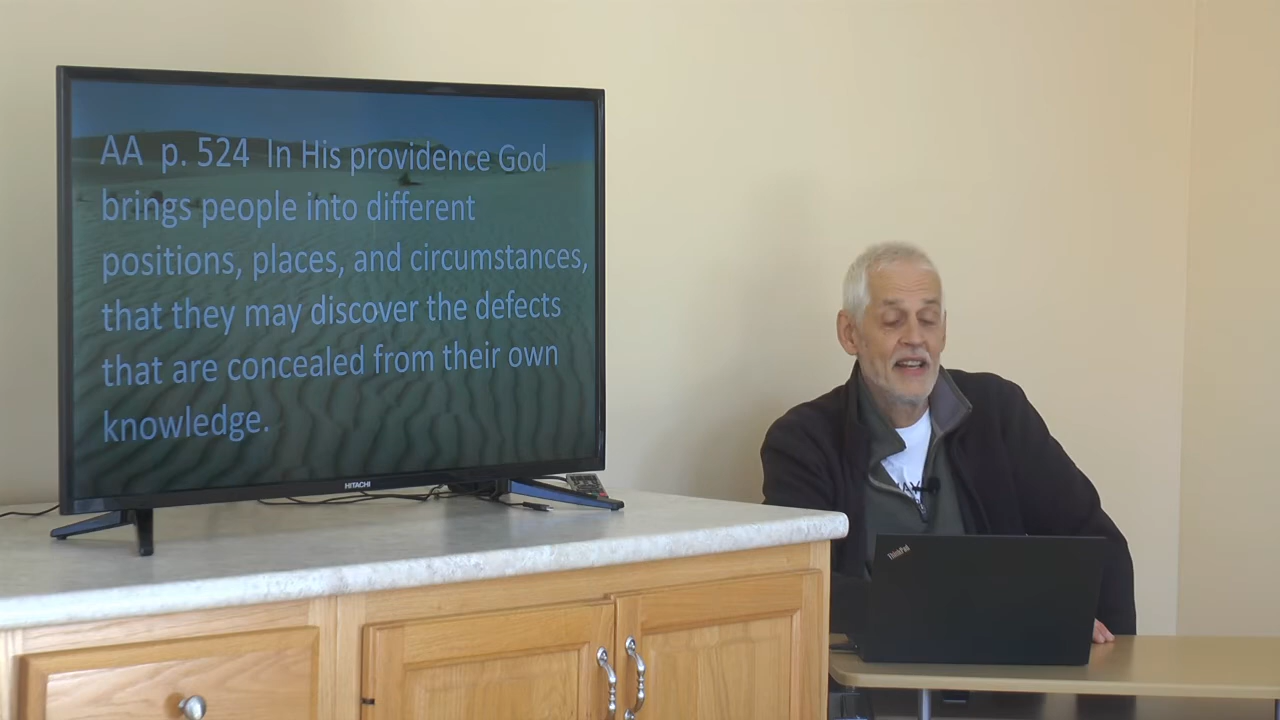 AA p. 524 In His providence God
brings people into different
positions, places, and circumstances,
that they may discover the defects
that are concealed from their own
knowledge.
HITACHI
ThinkPad